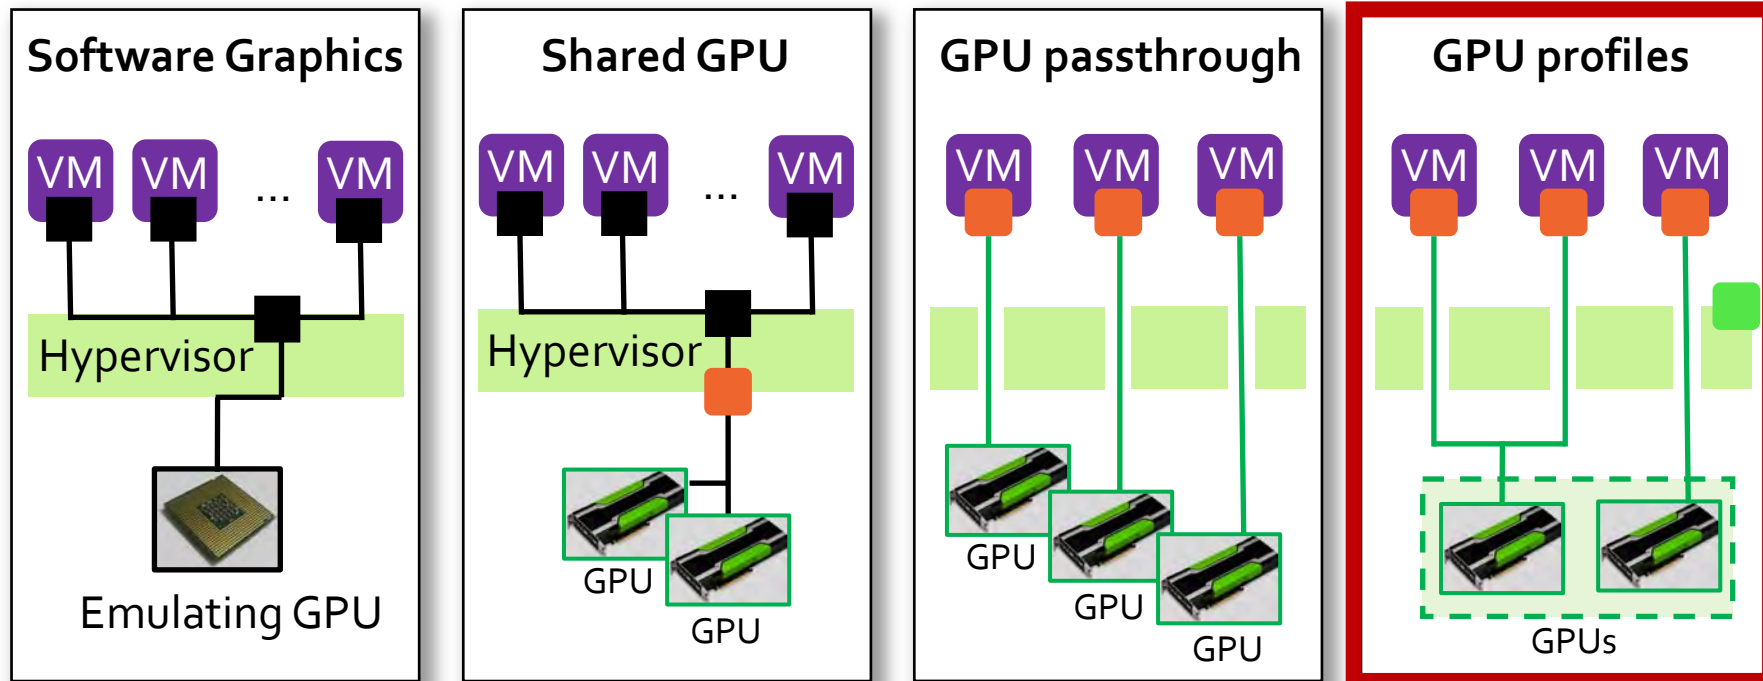 Software Graphics
VM VM ... VM
Hypervisor
Emulating GPU
Shared GPU
VM VM ... VM
Hypervisor
GPU
GPU
GPU passthrough
VM VM VM
GPU
GPU
GPU
GPU profiles
VM VM VM
GPUs